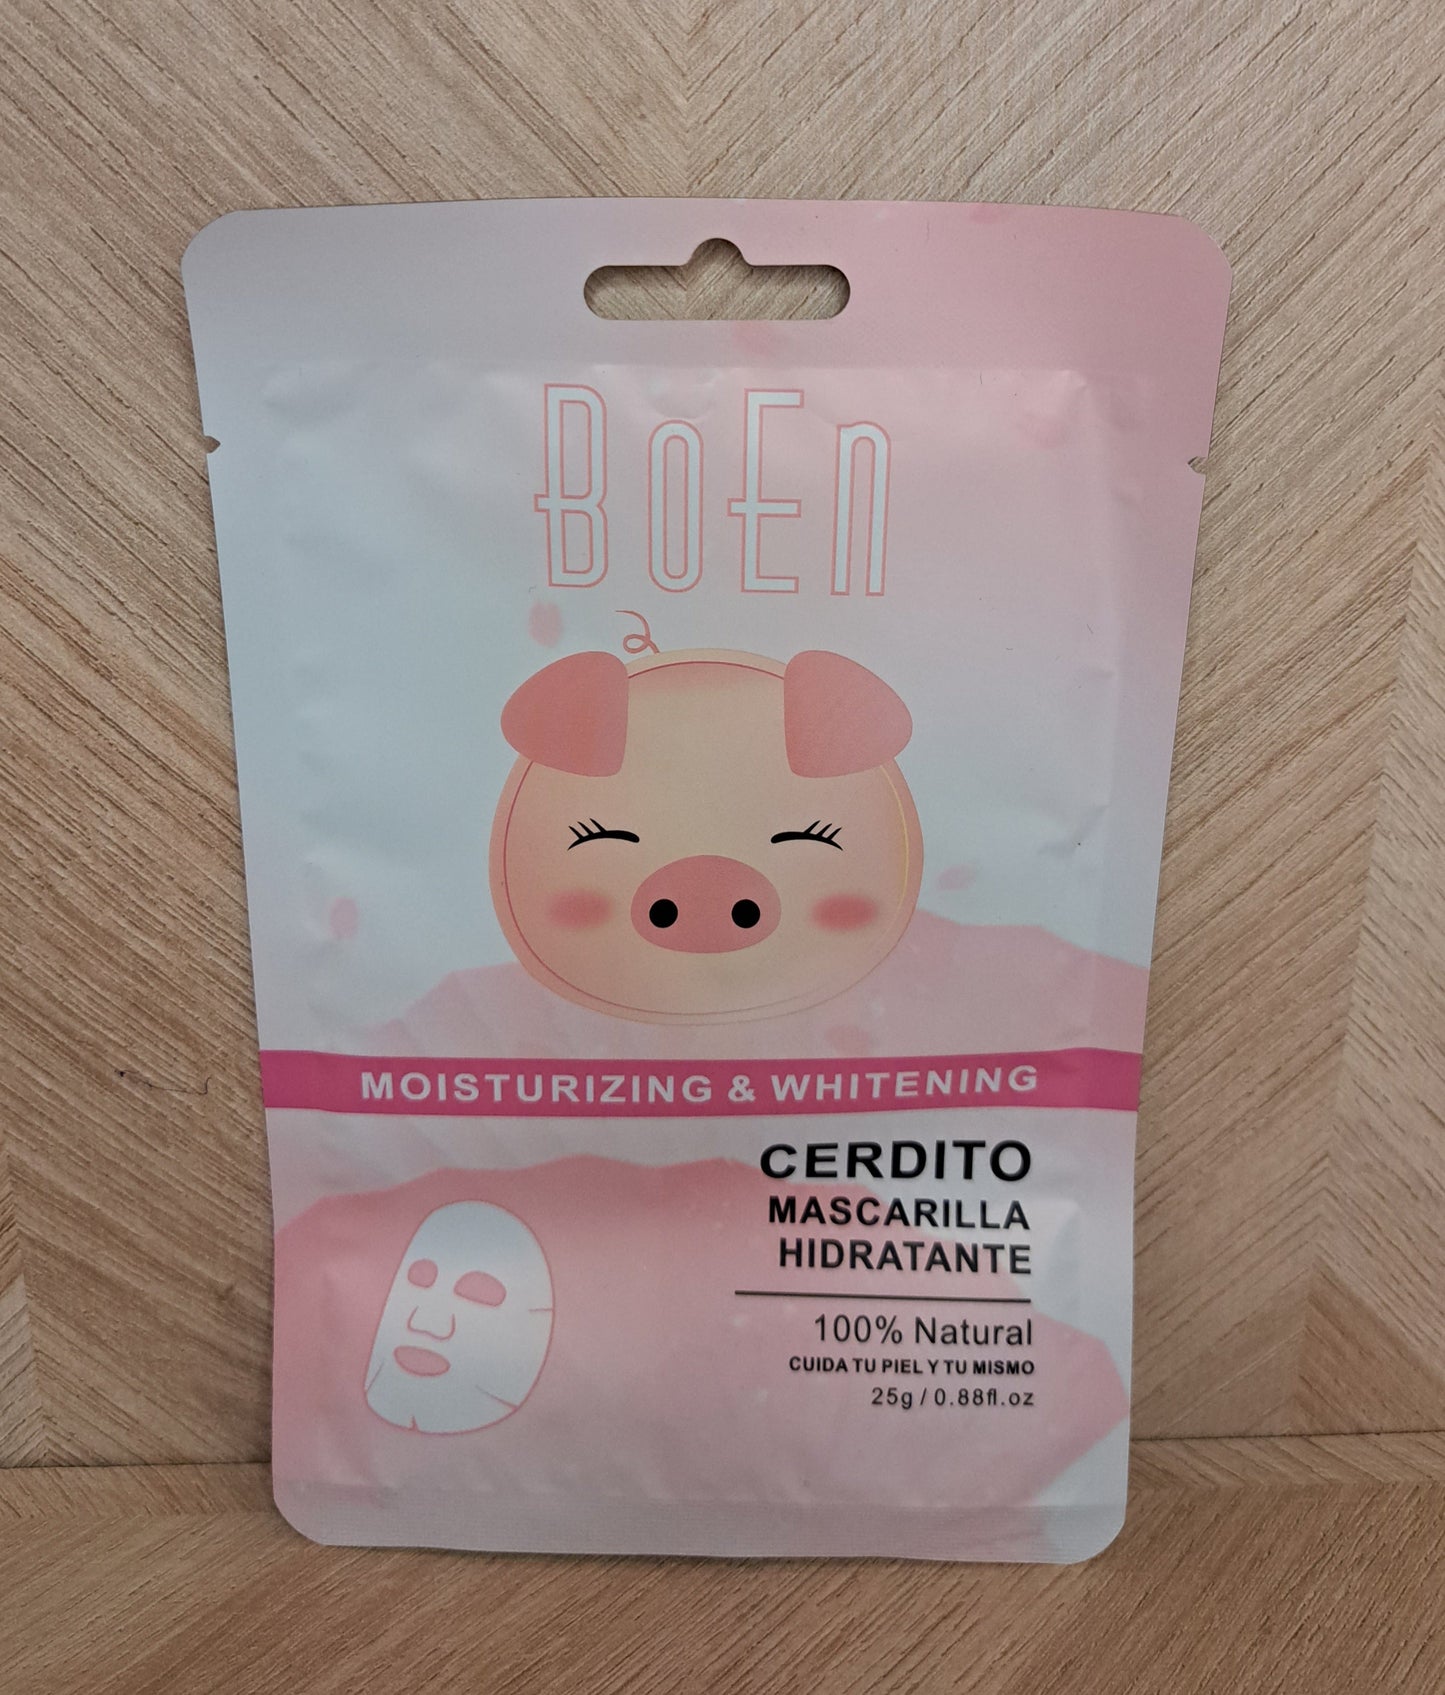 BoEn
MOISTURIZING & WHITENING
CERDITO
MASCARILLA
HIDRATANTE
100% Natural
CUIDA TU PIEL Y TU MISMO
25g / 0.88fl.oz